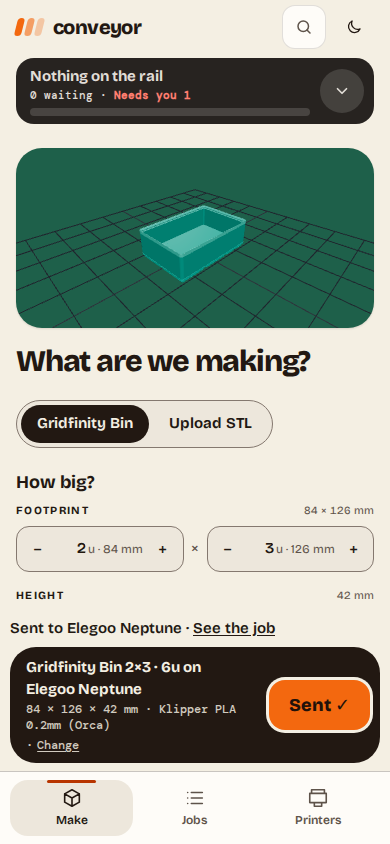 conveyor
Nothing on the rail
0 waiting · Needs you 1
What are we making?
Gridfinity Bin
Upload STL
How big?
FOOTPRINT
84 × 126 mm
− 2 u · 84 mm +
×
− 3 u · 126 mm +
HEIGHT
42 mm
Sent to Elegoo Neptune · See the job
Gridfinity Bin 2×3 · 6u on
Elegoo Neptune
84 × 126 × 42 mm · Klipper PLA
0.2mm (Orca)
· Change
Sent ✓
Make
Jobs
Printers